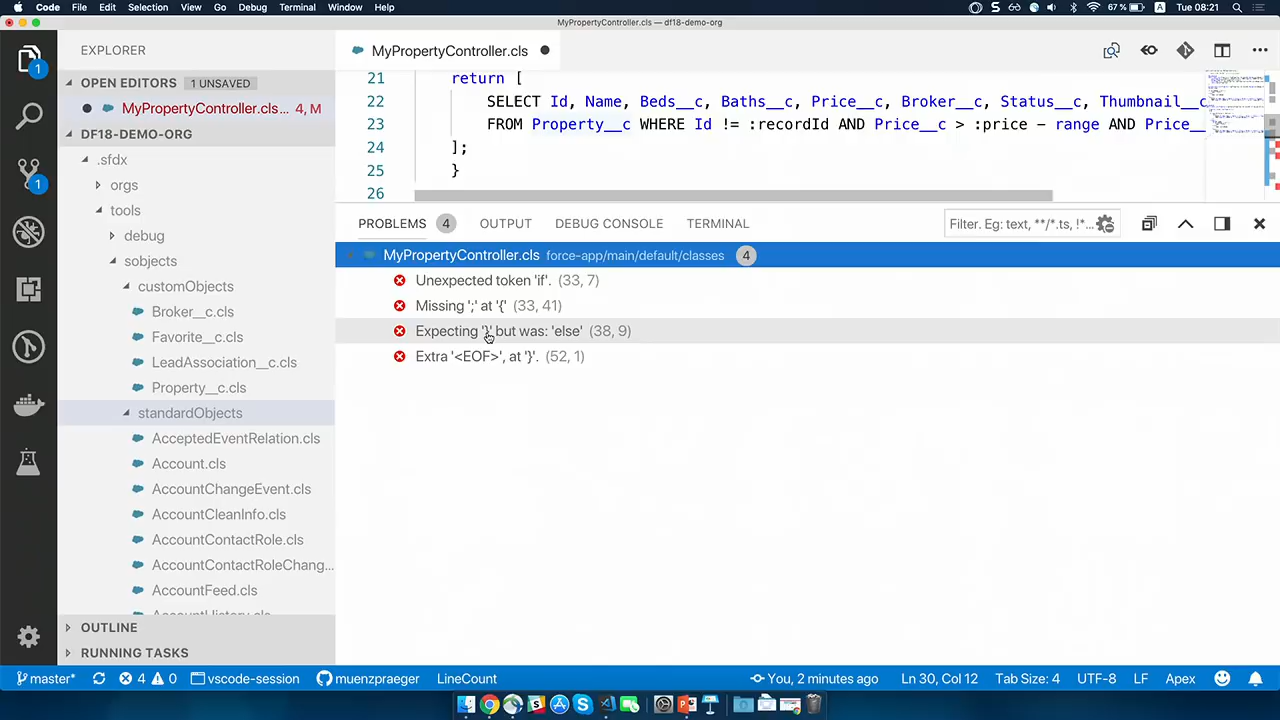 Code File Edit Selection View Go Debug Terminal Window Help 67 % Tue 08:21
MyPropertyController.cls — df18-demo-org
EXPLORER
OPEN EDITORS 1 UNSAVED
MyPropertyController.cls... 4, M
DF18-DEMO-ORG
.sfdx
orgs
tools
debug
sobjects
customObjects
Broker__c.cls
Favorite__c.cls
LeadAssociation__c.cls
Property__c.cls
standardObjects
AcceptedEventRelation.cls
Account.cls
AccountChangeEvent.cls
AccountCleanInfo.cls
AccountContactRole.cls
AccountContactRoleChang...
AccountFeed.cls
AccountHistory.cls
OUTLINE
RUNNING TASKS
1
1
MyPropertyController.cls
21 return [
22 SELECT Id, Name, Beds__c, Baths__c, Price__c, Broker__c, Status__c, Thumbnail__c
23 FROM Property__c WHERE Id != :recordId AND Price__c > :price - range AND Price__
24 ];
25 }
26
PROBLEMS 4 OUTPUT DEBUG CONSOLE TERMINAL Filter. Eg: text, **/*.ts, !*...
MyPropertyController.cls force-app/main/default/classes 4
Unexpected token 'if'. (33, 7)
Missing ';' at '{' (33, 41)
Expecting '}' but was: 'else' (38, 9)
Extra '<EOF>', at '}'. (52, 1)
master* 4 0 vscode-session muenzpraeger LineCount You, 2 minutes ago Ln 30, Col 12 Tab Size: 4 UTF-8 LF Apex